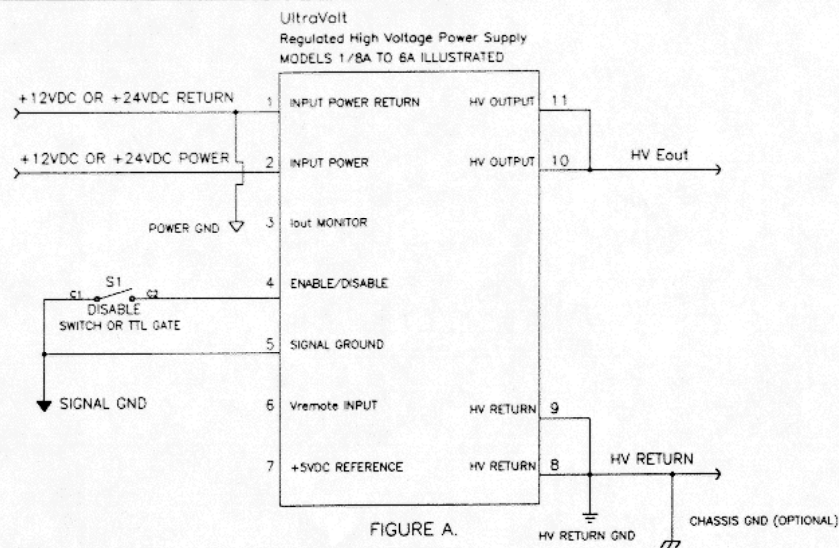 UltraVolt
Regulated High Voltage Power Supply
MODELS 1/8A TO 6A ILLUSTRATED
+12VDC OR +24VDC RETURN
1 INPUT POWER RETURN
HV OUTPUT 11
+12VDC OR +24VDC POWER
2 INPUT POWER
HV OUTPUT 10
HV Eout
POWER GND
3 Iout MONITOR
S1
C1 C2
DISABLE
SWITCH OR TTL GATE
4 ENABLE/DISABLE
5 SIGNAL GROUND
SIGNAL GND
6 Vremote INPUT
HV RETURN 9
7 +5VDC REFERENCE
HV RETURN 8
HV RETURN
HV RETURN GND
CHASSIS GND (OPTIONAL)
FIGURE A.